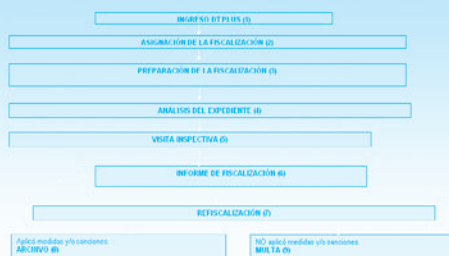 INGRESO DT PLUS (1)
ASIGNACIÓN DE LA FISCALIZACIÓN (2)
PREPARACIÓN DE LA FISCALIZACIÓN (3)
ANÁLISIS DEL EXPEDIENTE (4)
VISITA INSPECTIVA (5)
INFORME DE FISCALIZACIÓN (6)
REFISCALIZACIÓN (7)
Aplicó medidas y/o sanciones:
ARCHIVO (8)
NO aplicó medidas y/o sanciones
MULTA (9)